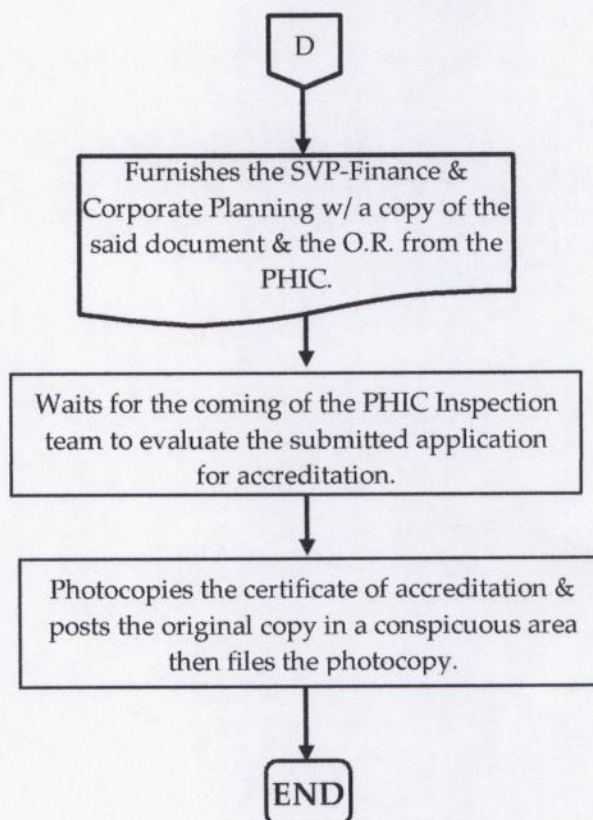 D
Furnishes the SVP-Finance &
Corporate Planning w/ a copy of the
said document & the O.R. from the
PHIC.
Waits for the coming of the PHIC Inspection
team to evaluate the submitted application
for accreditation.
Photocopies the certificate of accreditation &
posts the original copy in a conspicuous area
then files the photocopy.
END